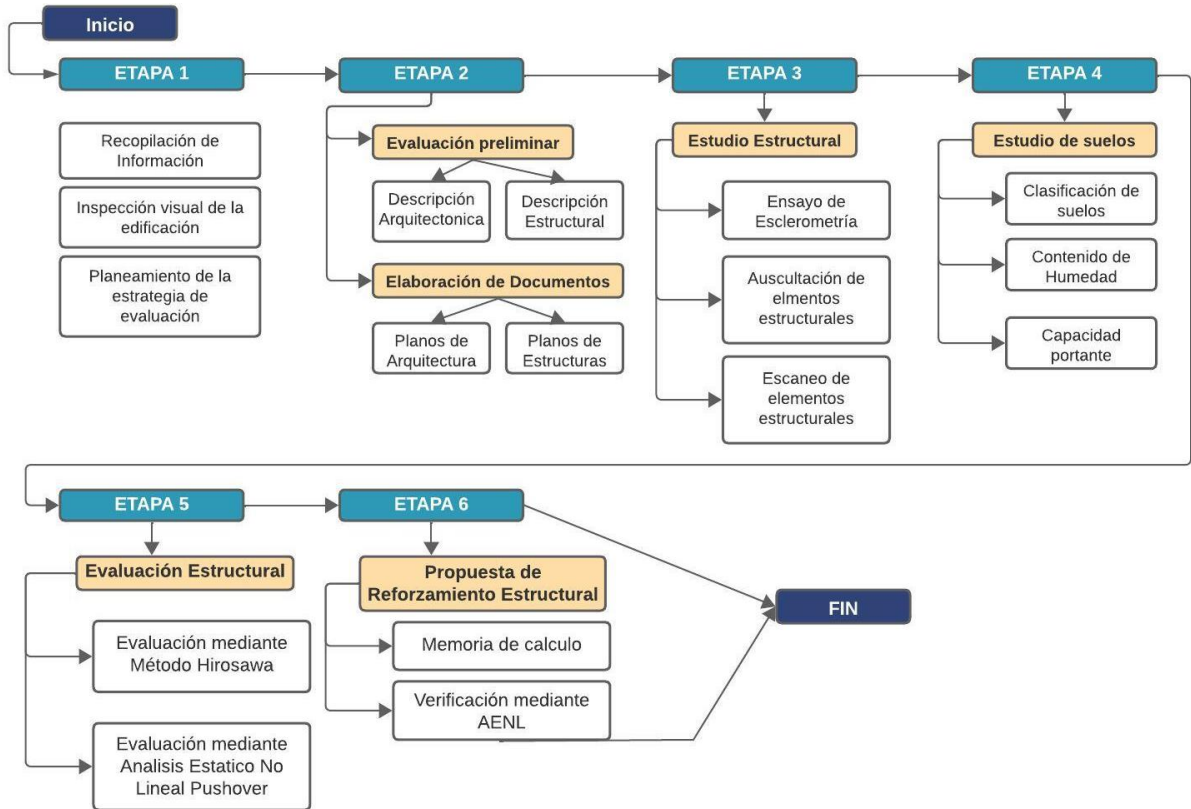 Inicio
ETAPA 1
Recopilación de
Información
Inspección visual de la
edificación
Planeamiento de la
estrategia de
evaluación
ETAPA 2
Evaluación preliminar
Descripción
Arquitectonica
Descripción
Estructural
Elaboración de Documentos
Planos de
Arquitectura
Planos de
Estructuras
ETAPA 3
Estudio Estructural
Ensayo de
Esclerometría
Auscultación de
elmentos
estructurales
Escaneo de
elementos
estructurales
ETAPA 4
Estudio de suelos
Clasificación de
suelos
Contenido de
Humedad
Capacidad
portante
ETAPA 5
Evaluación Estructural
Evaluación mediante
Método Hirosawa
Evaluación mediante
Analisis Estatico No
Lineal Pushover
ETAPA 6
Propuesta de
Reforzamiento Estructural
Memoria de calculo
Verificación mediante
AENL
FIN